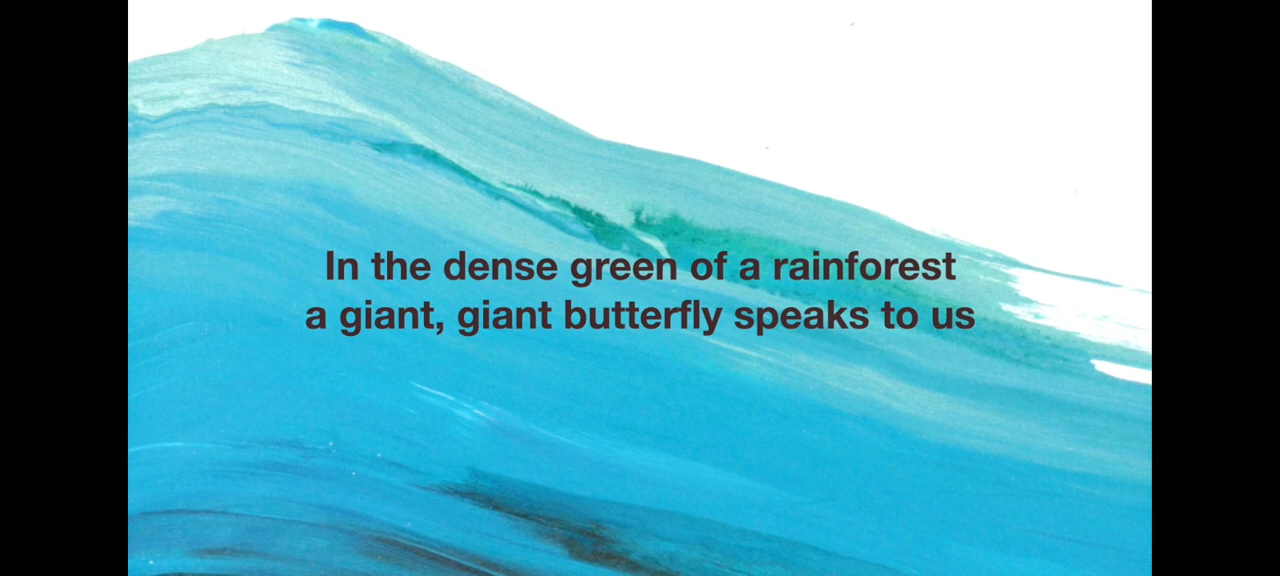 In the dense green of a rainforest
a giant, giant butterfly speaks to us